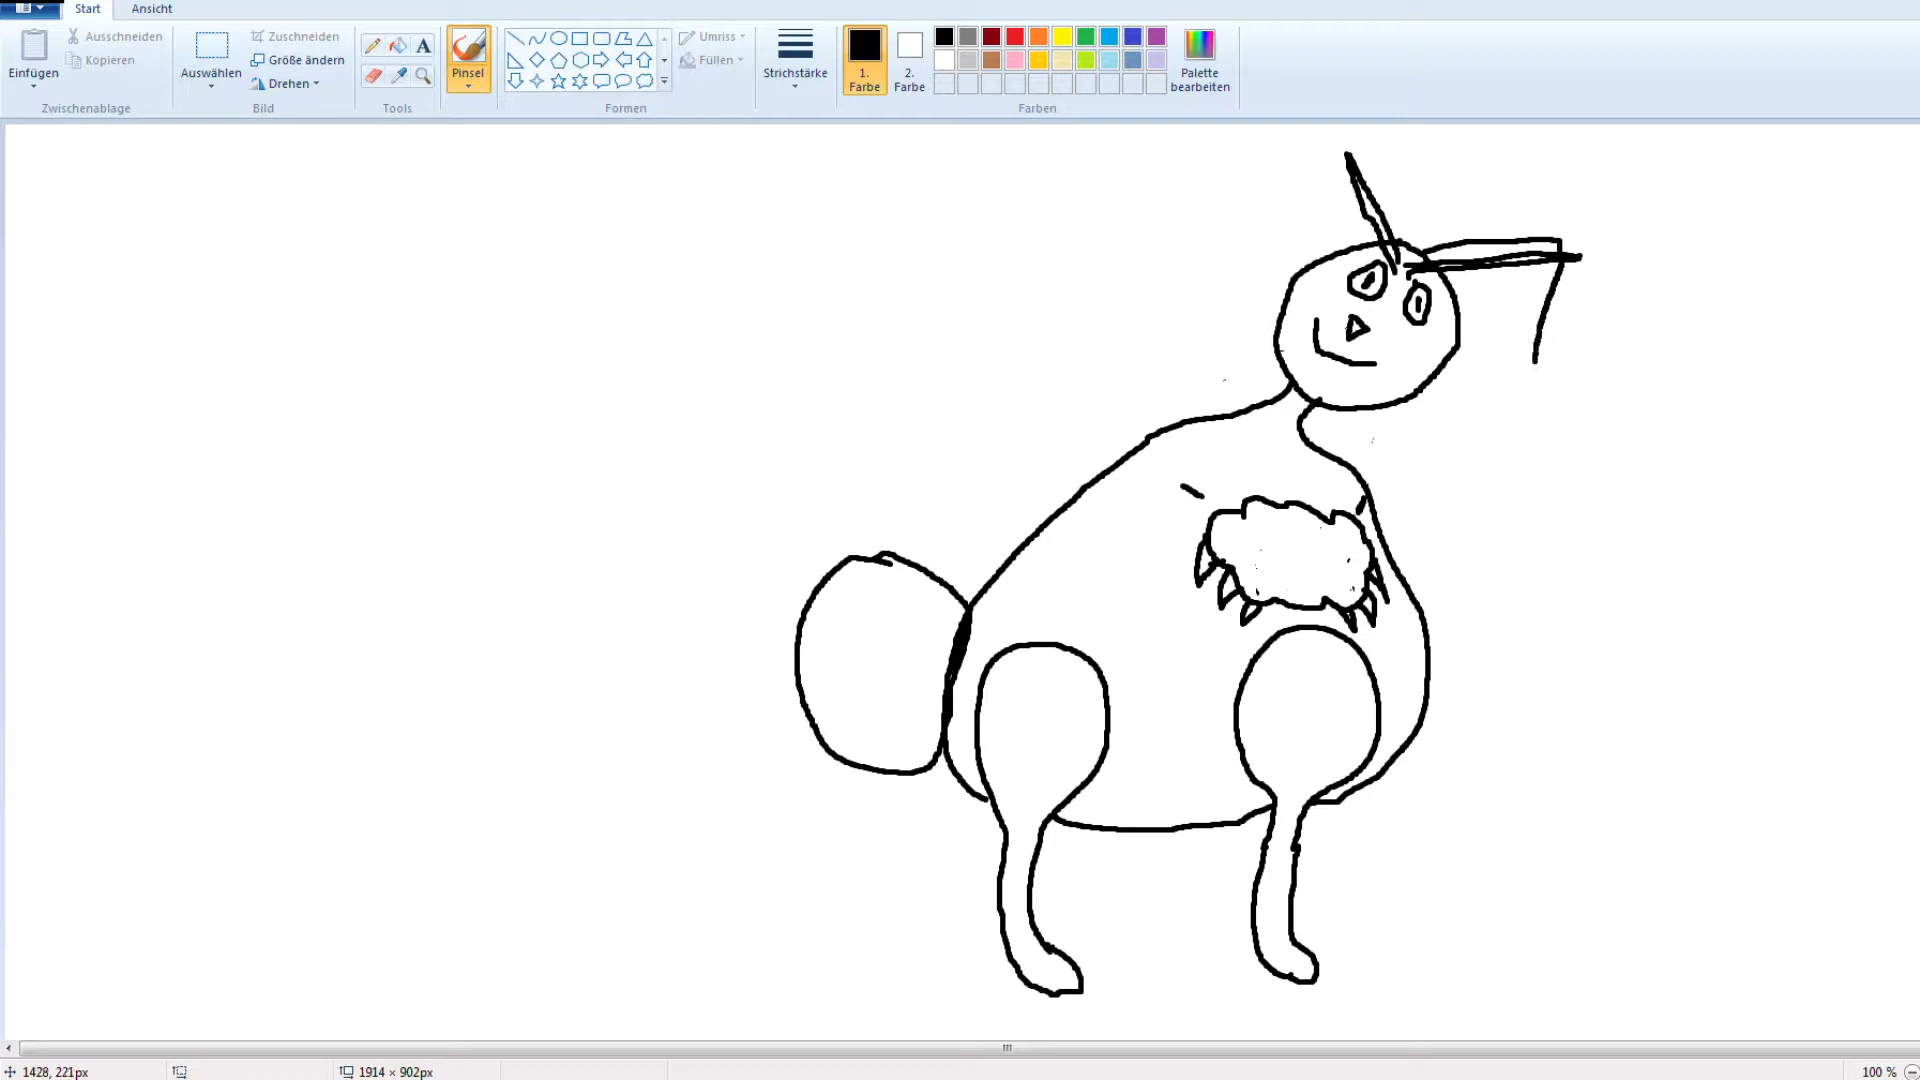 Start Ansicht
Einfügen
Ausschneiden
Kopieren
Zwischenablage
Auswählen
Zuschneiden
Größe ändern
Drehen
Bild
A
Tools
Pinsel
Formen
Umriss
Füllen
Strichstärke
1.
Farbe
2.
Farbe
Palette
bearbeiten
Farben
1428, 221px
1914 × 902px
100 %